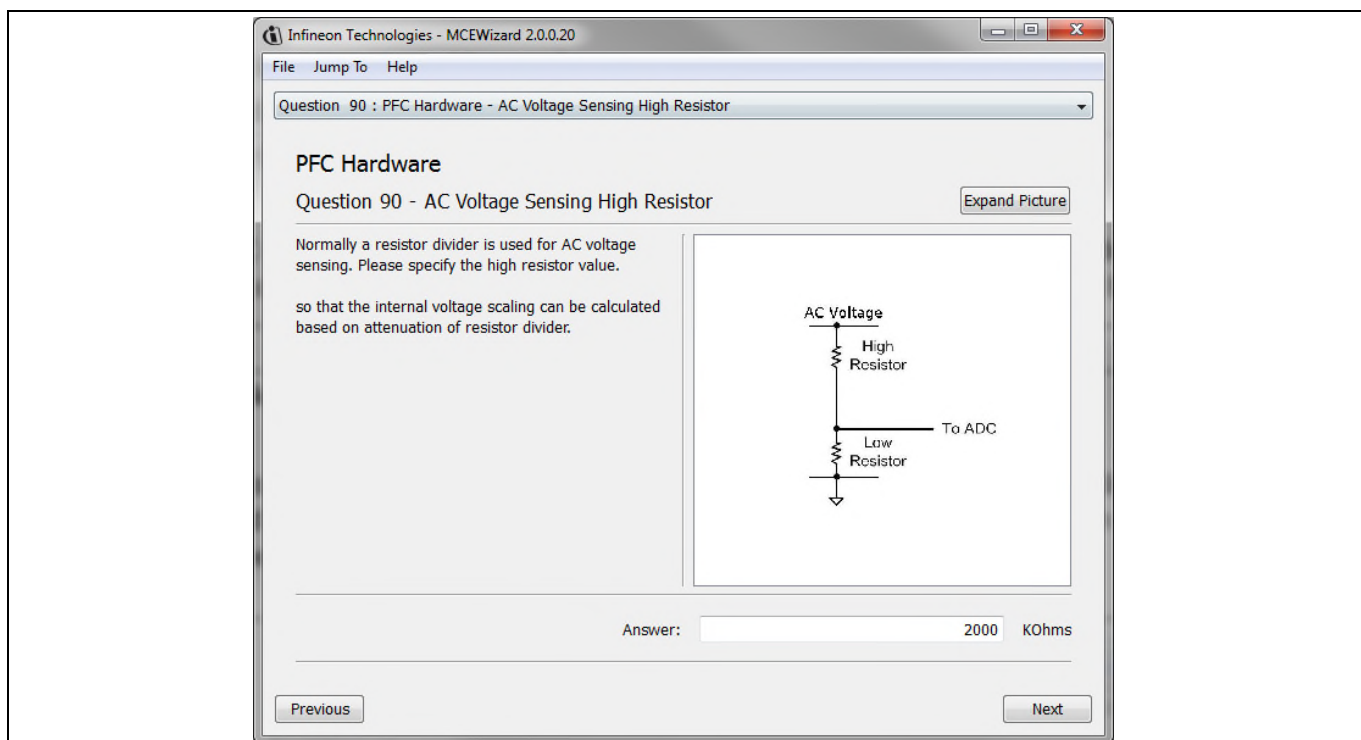 Infineon Technologies - MCEWizard 2.0.0.20
File Jump To Help
Question 90 : PFC Hardware - AC Voltage Sensing High Resistor
PFC Hardware
Question 90 - AC Voltage Sensing High Resistor
Expand Picture
Normally a resistor divider is used for AC voltage
sensing. Please specify the high resistor value.
so that the internal voltage scaling can be calculated
based on attenuation of resistor divider.
AC Voltage
High
Resistor
To ADC
Low
Resistor
Answer: 2000 KOhms
Previous
Next